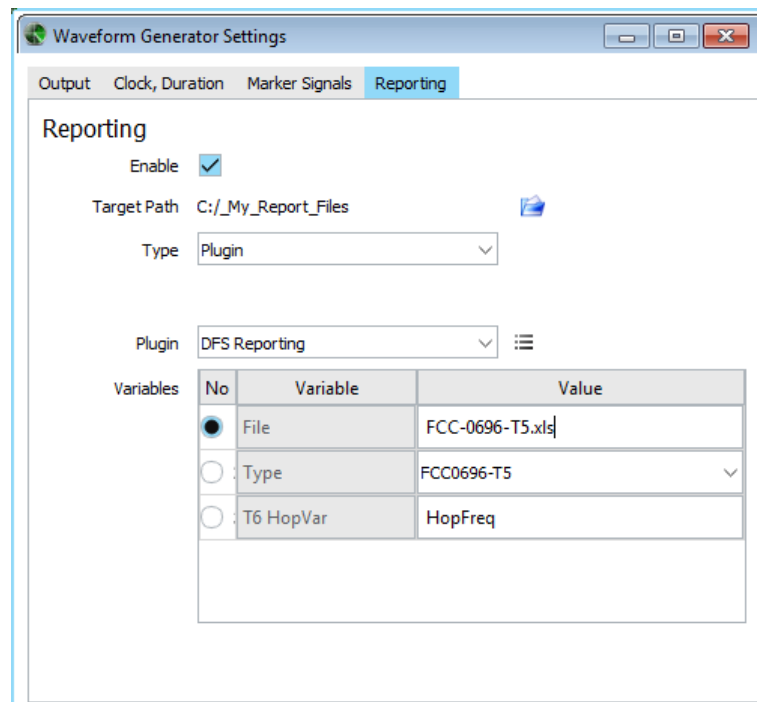 Waveform Generator Settings
Output Clock, Duration Marker Signals Reporting
Reporting
Enable
Target Path C:/_My_Report_Files
Type Plugin
Plugin DFS Reporting
Variables No Variable Value
File FCC-0696-T5.xls
Type FCC0696-T5
T6 HopVar HopFreq